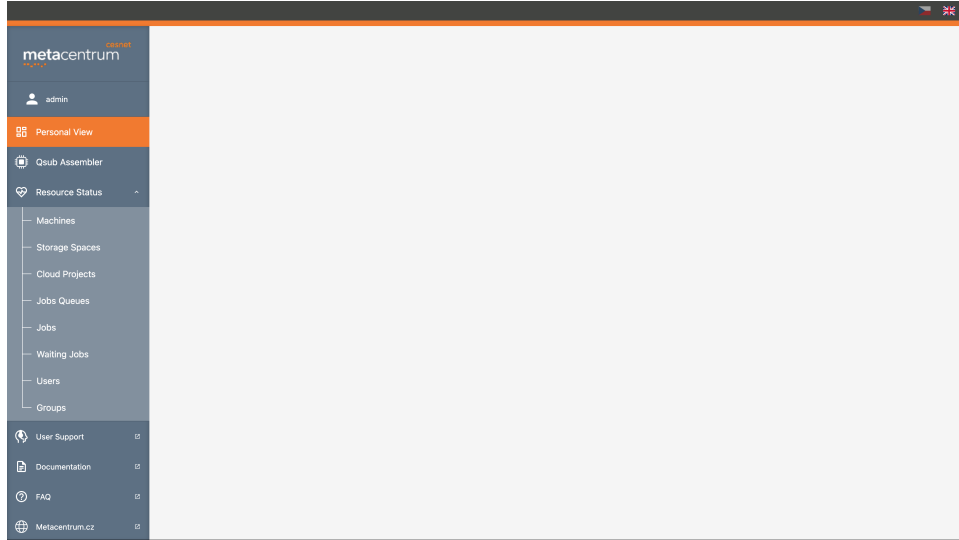 cesnet
metacentrum
admin
Personal View
Qsub Assembler
Resource Status
Machines
Storage Spaces
Cloud Projects
Jobs Queues
Jobs
Waiting Jobs
Users
Groups
User Support
Documentation
FAQ
Metacentrum.cz